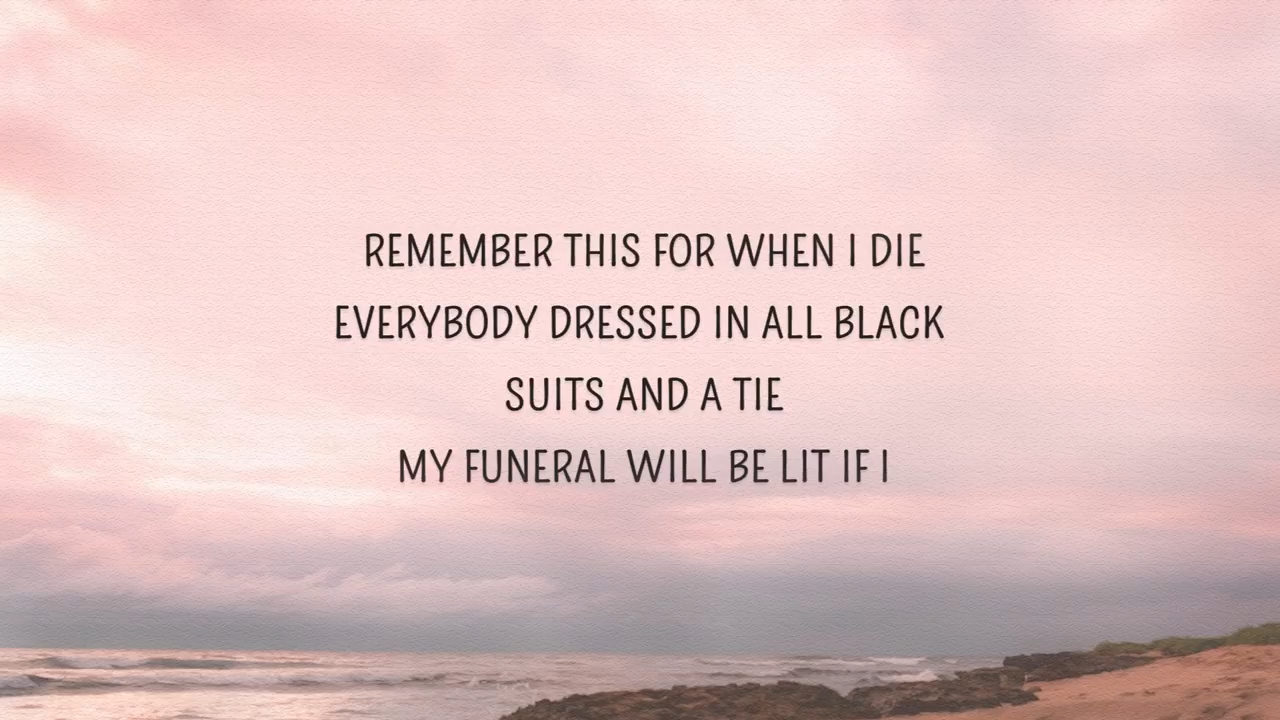 REMEMBER THIS FOR WHEN I DIE
EVERYBODY DRESSED IN ALL BLACK
SUITS AND A TIE
MY FUNERAL WILL BE LIT IF I